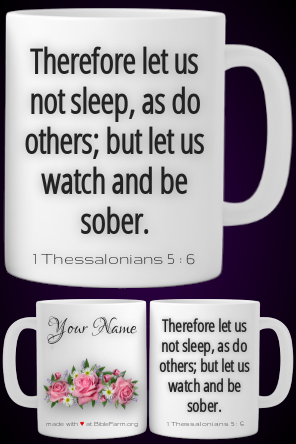 Therefore let us
not sleep, as do
others; but let us
watch and be
sober.
1 Thessalonians 5 : 6
Your Name
made with ♥ at BibleFarm.org
Therefore let us
not sleep, as do
others; but let us
watch and be
sober.
1 Thessalonians 5 : 6